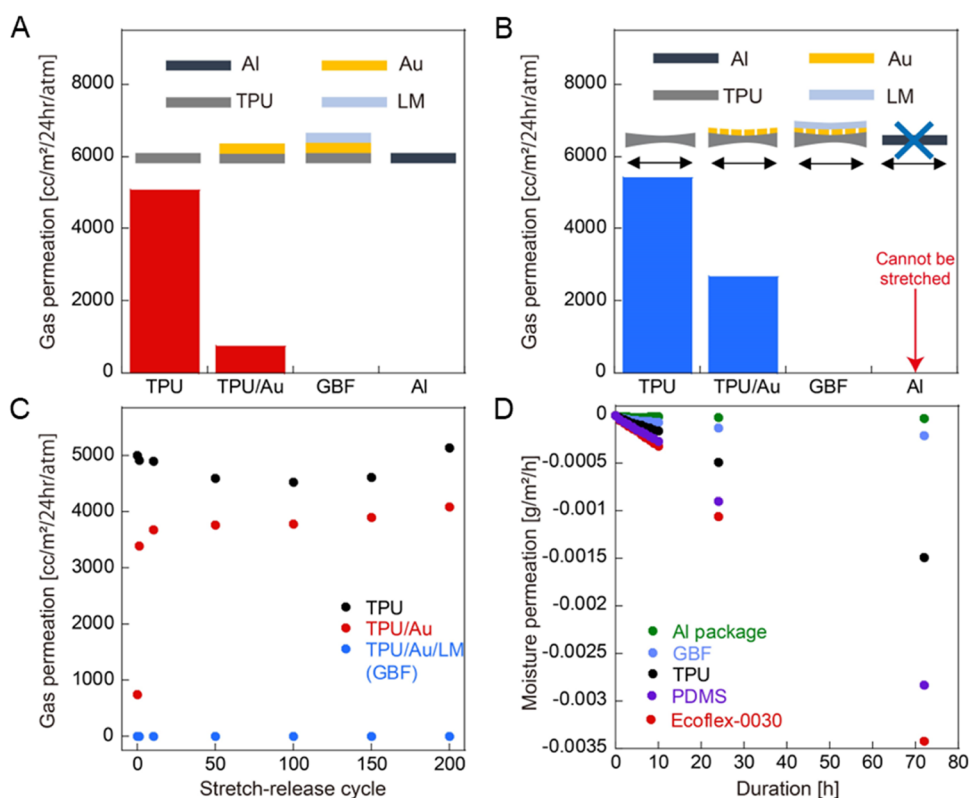 A
Gas permeation [cc/m²/24hr/atm]
8000
6000
4000
2000
0
Al
Au
TPU
LM
TPU
TPU/Au
GBF
Al
B
Gas permeation [cc/m²/24hr/atm]
8000
6000
4000
2000
0
Al
Au
TPU
LM
Cannot be
stretched
TPU
TPU/Au
GBF
Al
C
Gas permeation [cc/m²/24hr/atm]
5000
4000
3000
2000
1000
0
TPU
TPU/Au
TPU/Au/LM
(GBF)
0
50
100
150
200
Stretch-release cycle
D
Moisture permeation [g/m²/h]
0
-0.0005
-0.001
-0.0015
-0.002
-0.0025
-0.003
-0.0035
Al package
GBF
TPU
PDMS
Ecoflex-0030
0
10
20
30
40
50
60
70
80
Duration [h]